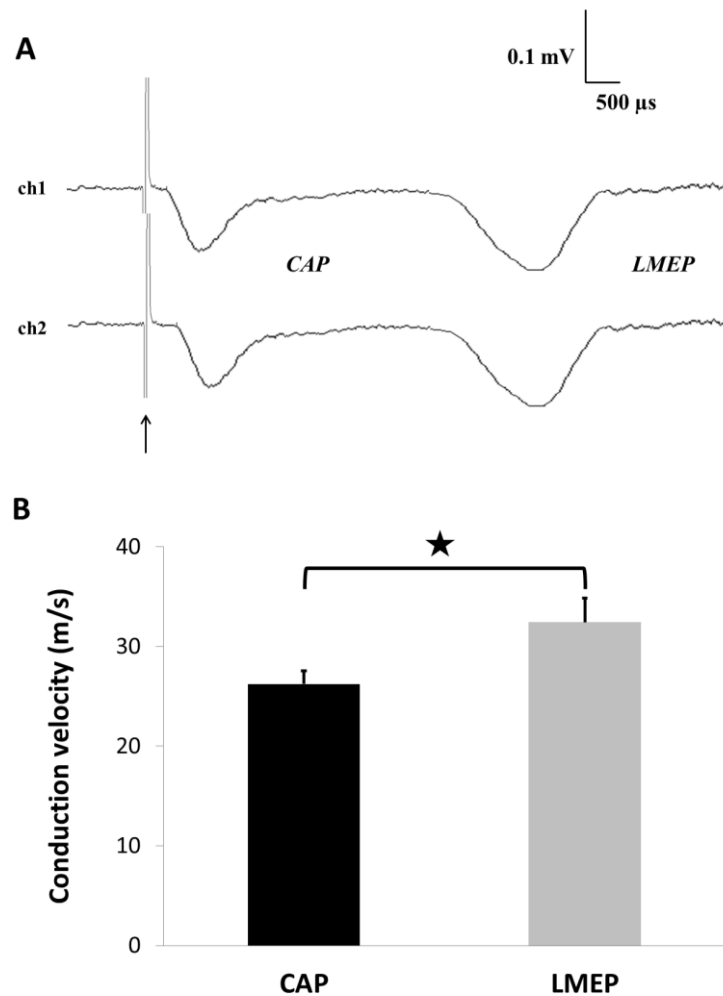 A
0.1 mV
500 µs
ch1
CAP
LMEP
ch2
B
Conduction velocity (m/s)
40
30
20
10
0
CAP
LMEP